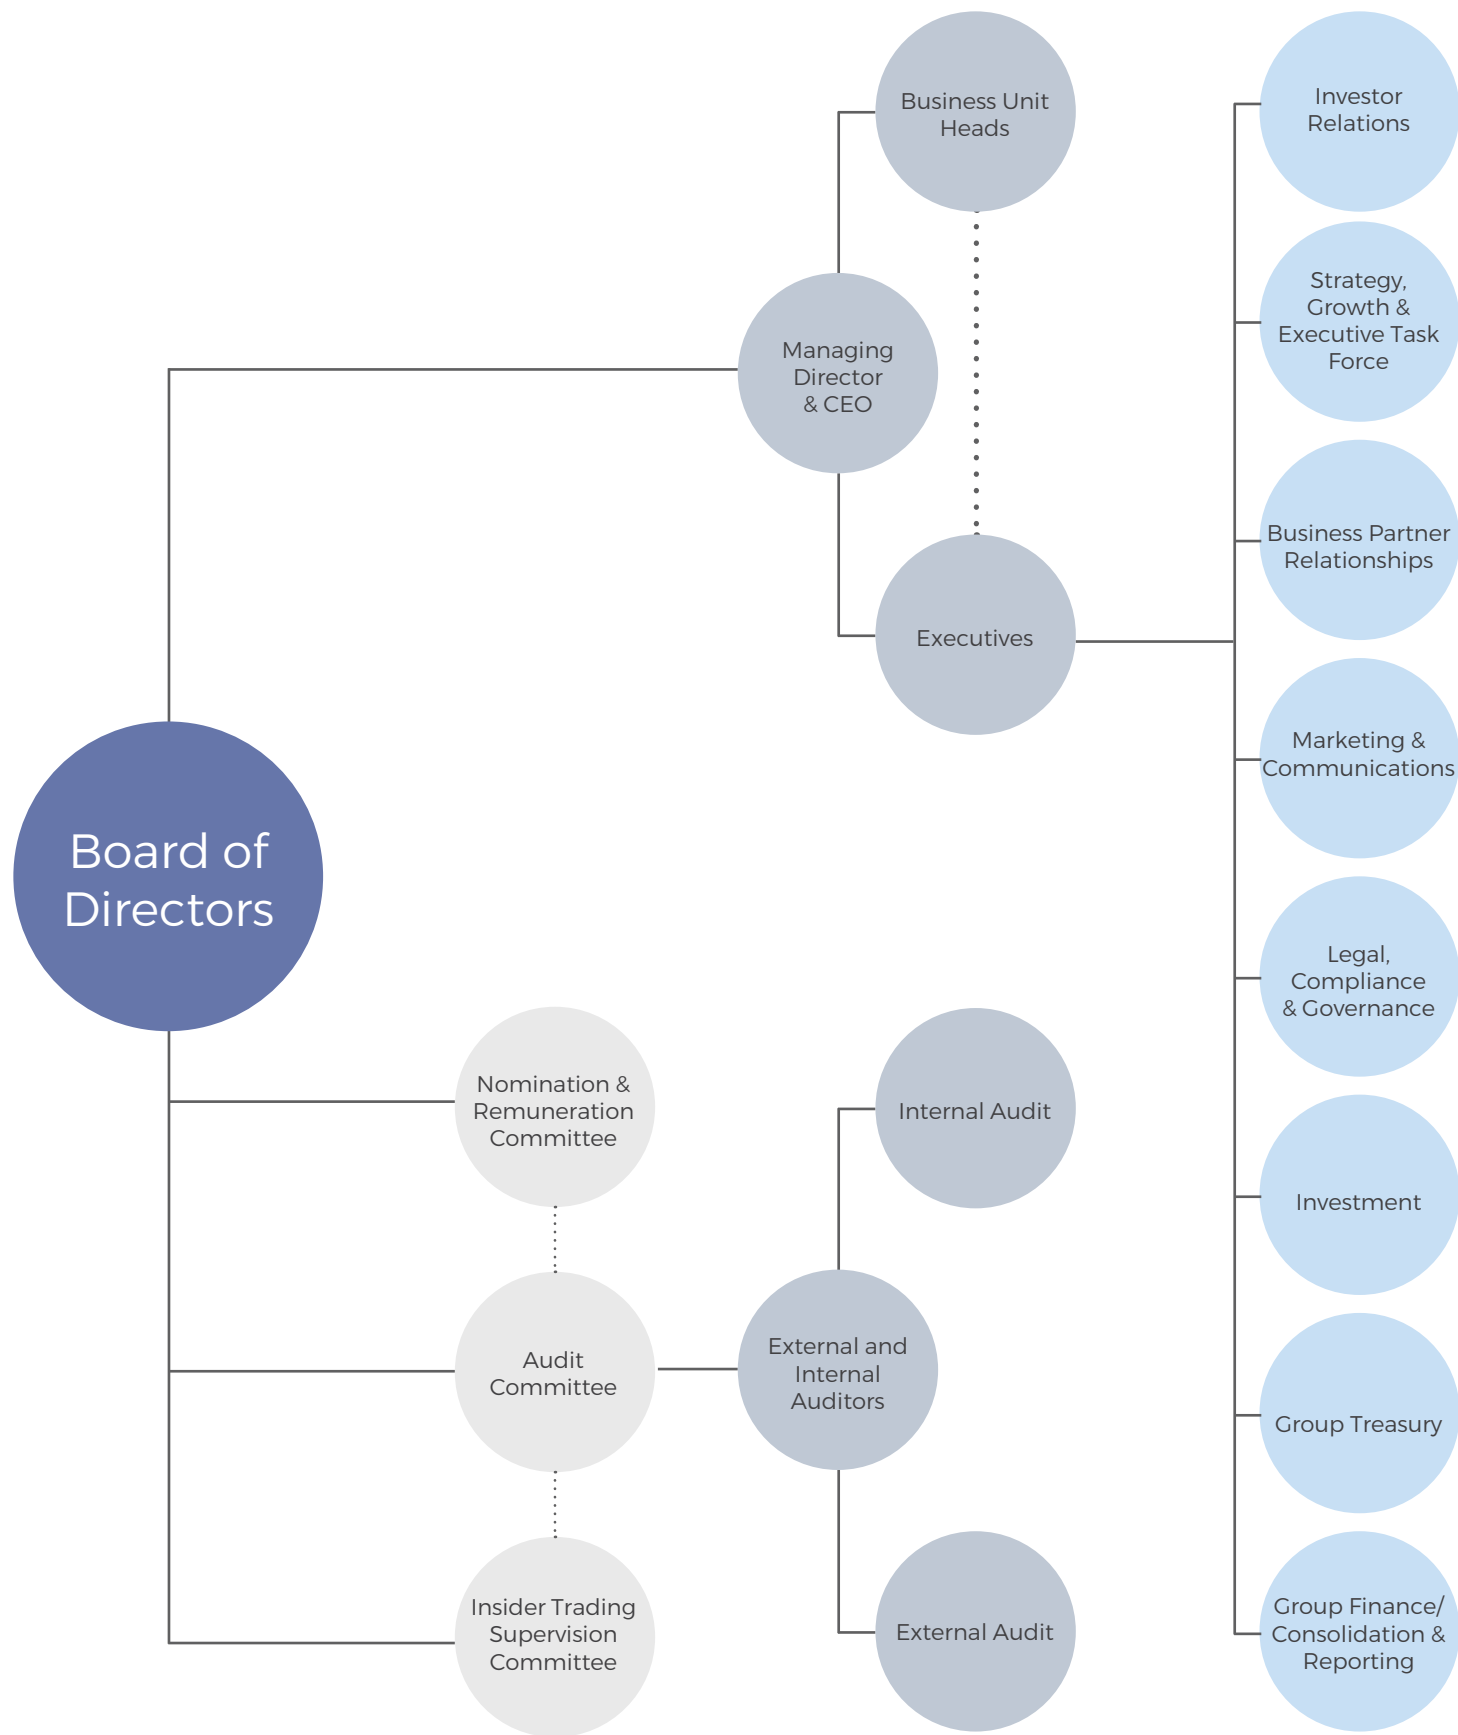 Board of
Directors
Managing
Director
& CEO
Business Unit
Heads
Executives
Investor
Relations
Strategy,
Growth &
Executive Task
Force
Business Partner
Relationships
Marketing &
Communications
Legal,
Compliance
& Governance
Investment
Group Treasury
Group Finance/
Consolidation &
Reporting
Nomination &
Remuneration
Committee
Audit
Committee
Insider Trading
Supervision
Committee
External and
Internal
Auditors
Internal Audit
External Audit